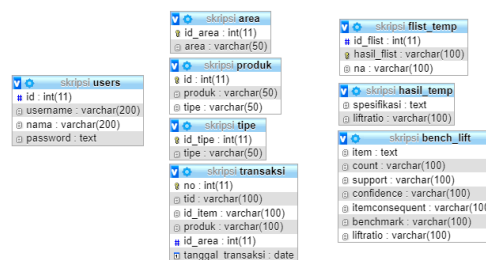 skripsi users
id : int(11)
username : varchar(200)
nama : varchar(200)
password : text
skripsi area
id_area : int(11)
area : varchar(50)
skripsi produk
id : int(11)
produk : varchar(50)
tipe : varchar(50)
skripsi tipe
id_tipe : int(11)
tipe : varchar(50)
skripsi transaksi
no : int(11)
tid : varchar(100)
id_item : varchar(100)
produk : varchar(100)
id_area : int(11)
tanggal_transaksi : date
skripsi flist_temp
id_flist : int(11)
hasil_flist : varchar(100)
na : varchar(100)
skripsi hasil_temp
spesifikasi : text
liftratio : varchar(100)
skripsi bench_lift
item : text
count : varchar(100)
support : varchar(100)
confidence : varchar(100)
itemconsequent : varchar(100
benchmark : varchar(100)
liftratio : varchar(100)